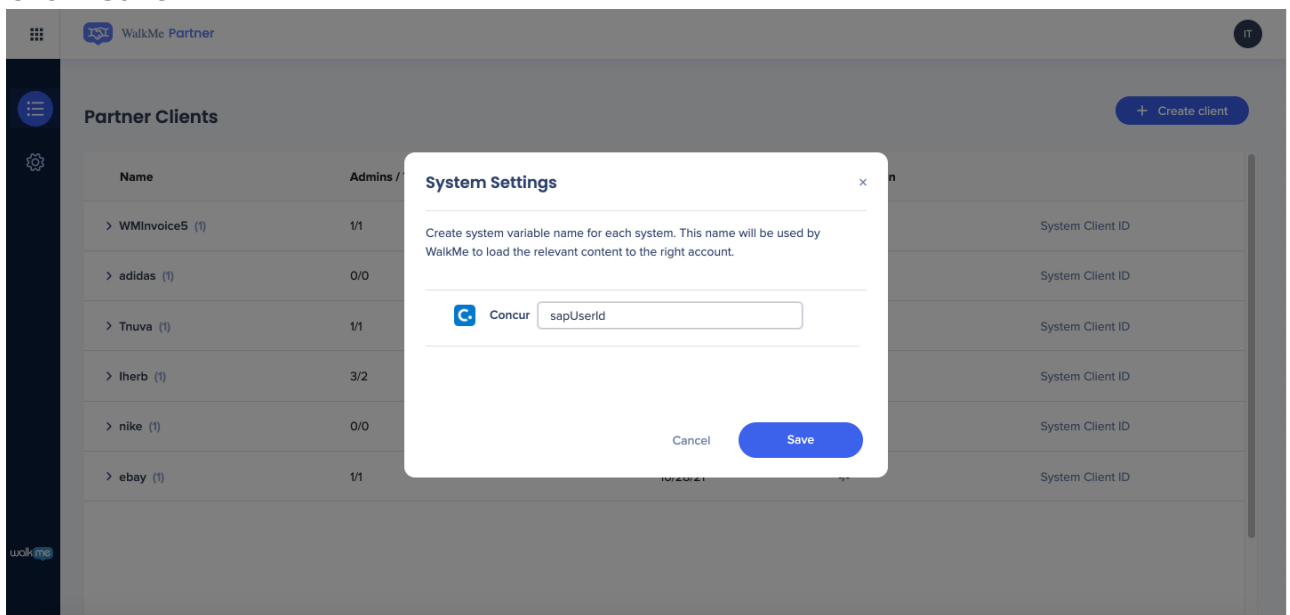 WalkMe Partner
IT
Partner Clients
+ Create client
Name
Admins /
n
System Settings
×
Create system variable name for each system. This name will be used by
WalkMe to load the relevant content to the right account.
Concur
sapUserId
Cancel
Save
> WMInvoice5 (1)
1/1
System Client ID
> adidas (1)
0/0
System Client ID
> Tnuva (1)
1/1
System Client ID
> Iherb (1)
3/2
System Client ID
> nike (1)
0/0
System Client ID
> ebay (1)
1/1
System Client ID
walkme